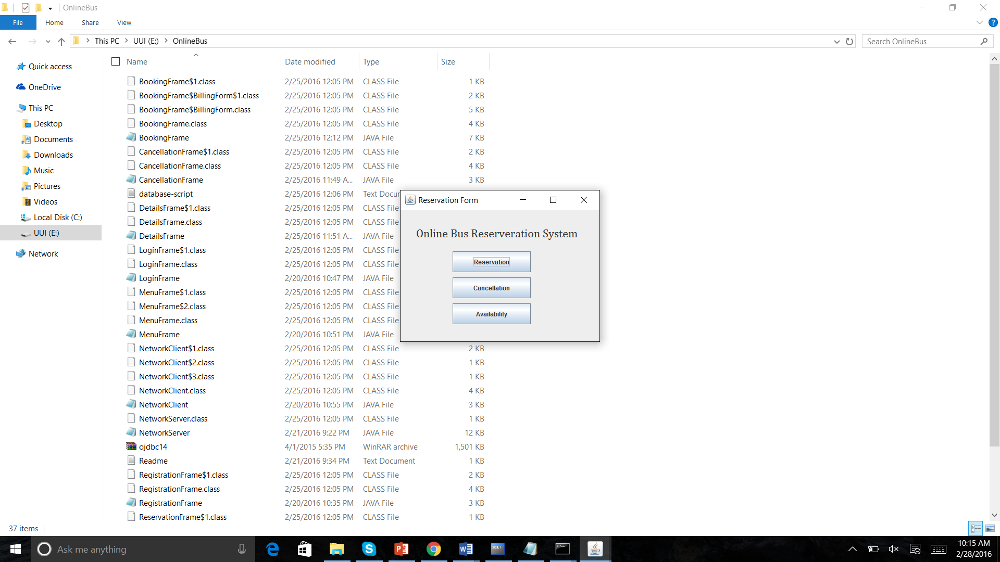 OnlineBus
File Home Share View
This PC UUI (E:) OnlineBus
Search OnlineBus
Quick access
OneDrive
This PC
Desktop
Documents
Downloads
Music
Pictures
Videos
Local Disk (C:)
UUI (E:)
Network
Name Date modified Type Size
BookingFrame$1.class 2/25/2016 12:05 PM CLASS File 1 KB
BookingFrame$BillingForm$1.class 2/25/2016 12:05 PM CLASS File 2 KB
BookingFrame$BillingForm.class 2/25/2016 12:05 PM CLASS File 5 KB
BookingFrame.class 2/25/2016 12:05 PM CLASS File 4 KB
BookingFrame 2/25/2016 12:12 PM JAVA File 7 KB
CancellationFrame$1.class 2/25/2016 12:05 PM CLASS File 2 KB
CancellationFrame.class 2/25/2016 12:05 PM CLASS File 4 KB
CancellationFrame 2/25/2016 11:49 A... JAVA File 3 KB
database-script 2/25/2016 12:06 PM Text Docur
DetailsFrame$1.class 2/25/2016 12:05 PM CLASS File
DetailsFrame.class 2/25/2016 12:05 PM CLASS File
DetailsFrame 2/25/2016 11:51 A... JAVA File
LoginFrame$1.class 2/25/2016 12:05 PM CLASS File
LoginFrame.class 2/25/2016 12:05 PM CLASS File
LoginFrame 2/20/2016 10:47 PM JAVA File
MenuFrame$1.class 2/25/2016 12:05 PM CLASS File
MenuFrame$2.class 2/25/2016 12:05 PM CLASS File
MenuFrame.class 2/25/2016 12:05 PM CLASS File
MenuFrame 2/20/2016 10:51 PM JAVA File
NetworkClient$1.class 2/25/2016 12:05 PM CLASS File 2 KB
NetworkClient$2.class 2/25/2016 12:05 PM CLASS File 1 KB
NetworkClient$3.class 2/25/2016 12:05 PM CLASS File 1 KB
NetworkClient.class 2/25/2016 12:05 PM CLASS File 4 KB
NetworkClient 2/20/2016 10:55 PM JAVA File 3 KB
NetworkServer.class 2/25/2016 12:05 PM CLASS File 1 KB
NetworkServer 2/21/2016 9:22 PM JAVA File 12 KB
ojdbc14 4/1/2015 5:35 PM WinRAR archive 1,501 KB
Readme 2/21/2016 9:34 PM Text Document 1 KB
RegistrationFrame$1.class 2/25/2016 12:05 PM CLASS File 2 KB
RegistrationFrame.class 2/25/2016 12:05 PM CLASS File 4 KB
RegistrationFrame 2/20/2016 10:35 PM JAVA File 3 KB
ReservationFrame$1.class 2/25/2016 12:05 PM CLASS File 1 KB
Reservation Form
Online Bus Reserveration System
Reservation
Cancellation
Availability
37 items
Ask me anything
10:15 AM
2/28/2016